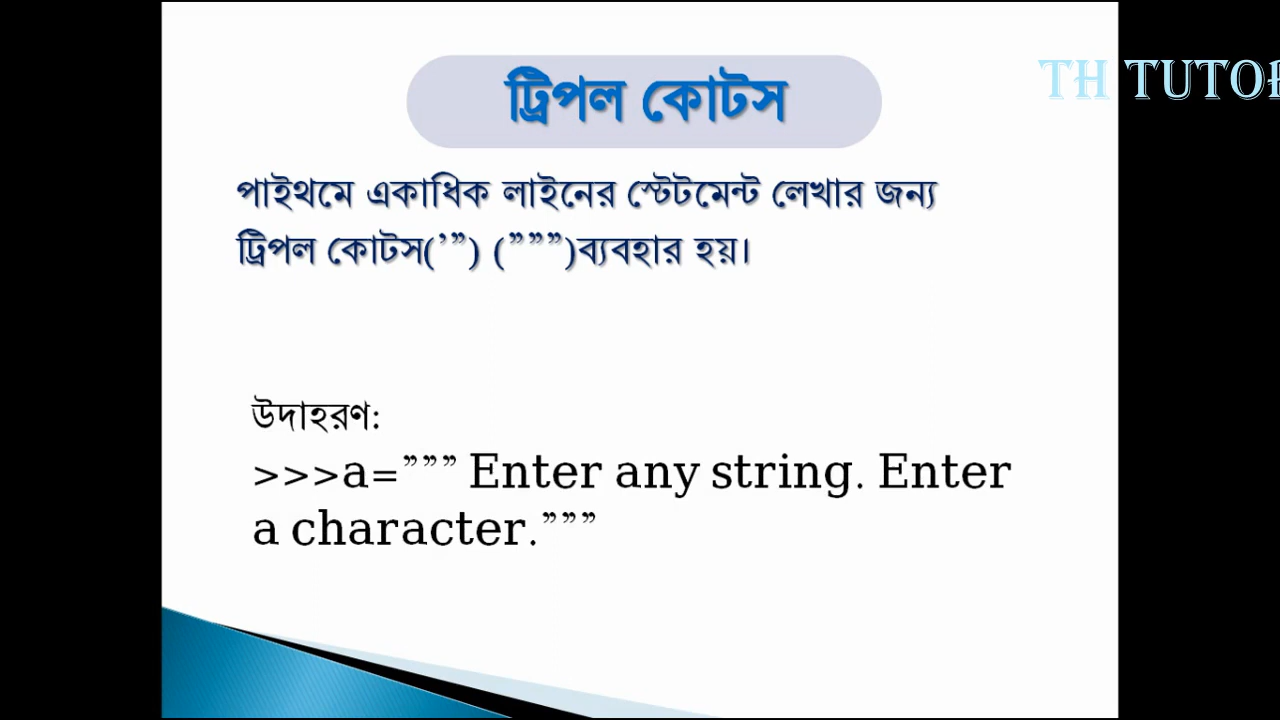 ট্রিপল কোটস
TH TUTOR
পাইথমে একাধিক লাইনের স্টেটমেন্ট লেখার জন্য
ট্রিপল কোটস(’”) (”””)ব্যবহার হয়।
উদাহরণ:
>>>a=””” Enter any string. Enter
a character.”””